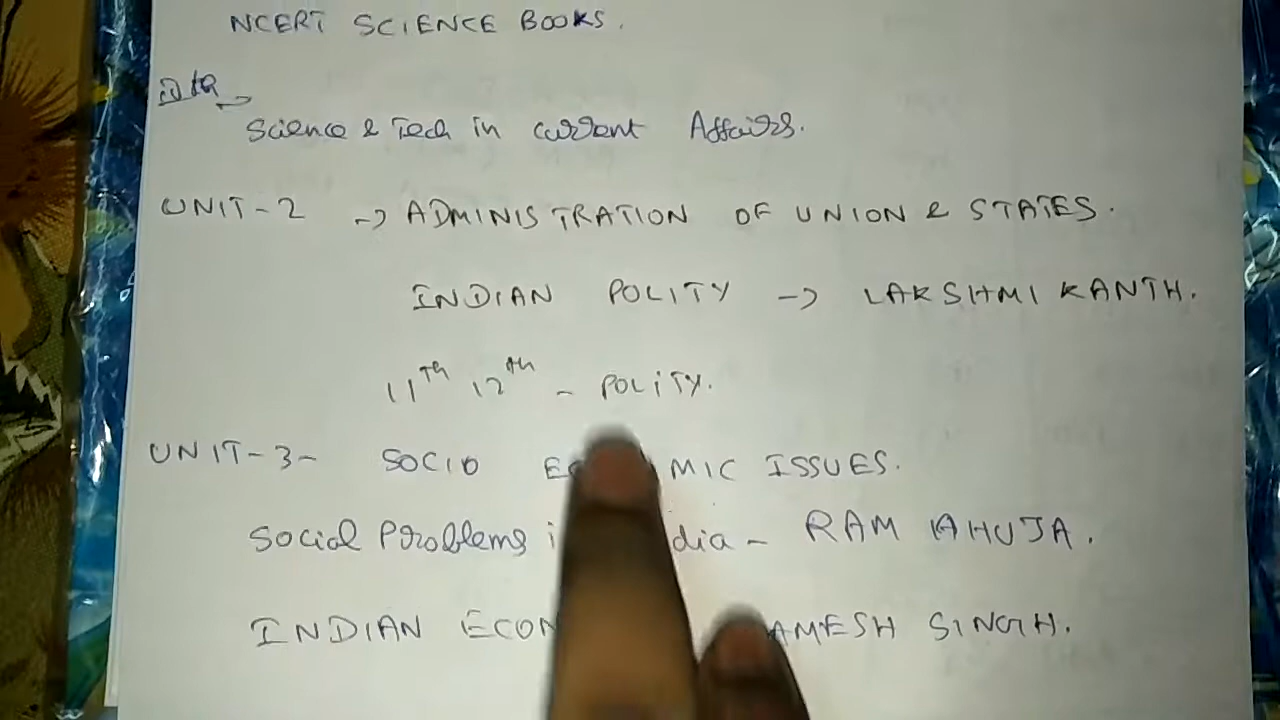 NCERT SCIENCE BOOKS.
Science & Tech in current Affairs.
UNIT-2 -> ADMINISTRATION OF UNION & STATES.
INDIAN POLITY -> LAKSHMI KANTH.
11th 12th - POLITY.
UNIT-3- SOCIO MIC ISSUES.
Social Problems dia - RAM AHUJA.
INDIAN ECON AMESH SINGH.